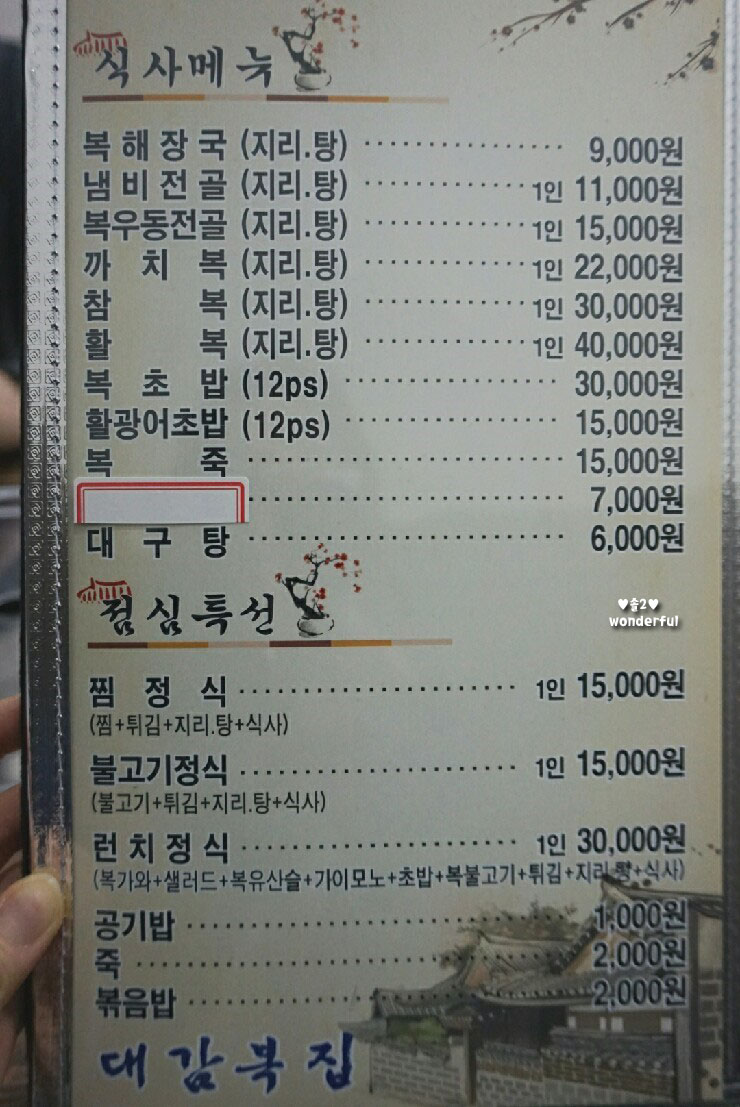 식사메뉴
복해장국 (지리.탕) 9,000원
냄비전골 (지리.탕) 1인 11,000원
복우동전골 (지리.탕) 1인 15,000원
까치복 (지리.탕) 1인 22,000원
참복 (지리.탕) 1인 30,000원
활복 (지리.탕) 1인 40,000원
복초밥 (12ps) 30,000원
활광어초밥 (12ps) 15,000원
복죽 15,000원
7,000원
대구탕 6,000원
점심특선
♥솔2♥
wonderful
찜정식 1인 15,000원
(찜+튀김+지리.탕+식사)
불고기정식 1인 15,000원
(불고기+튀김+지리.탕+식사)
런치정식 1인 30,000원
(복가와+샐러드+복유산슬+가이모노+초밥+복불고기+튀김+지리.탕+식사)
공기밥 1,000원
죽 2,000원
볶음밥 2,000원
대감복집